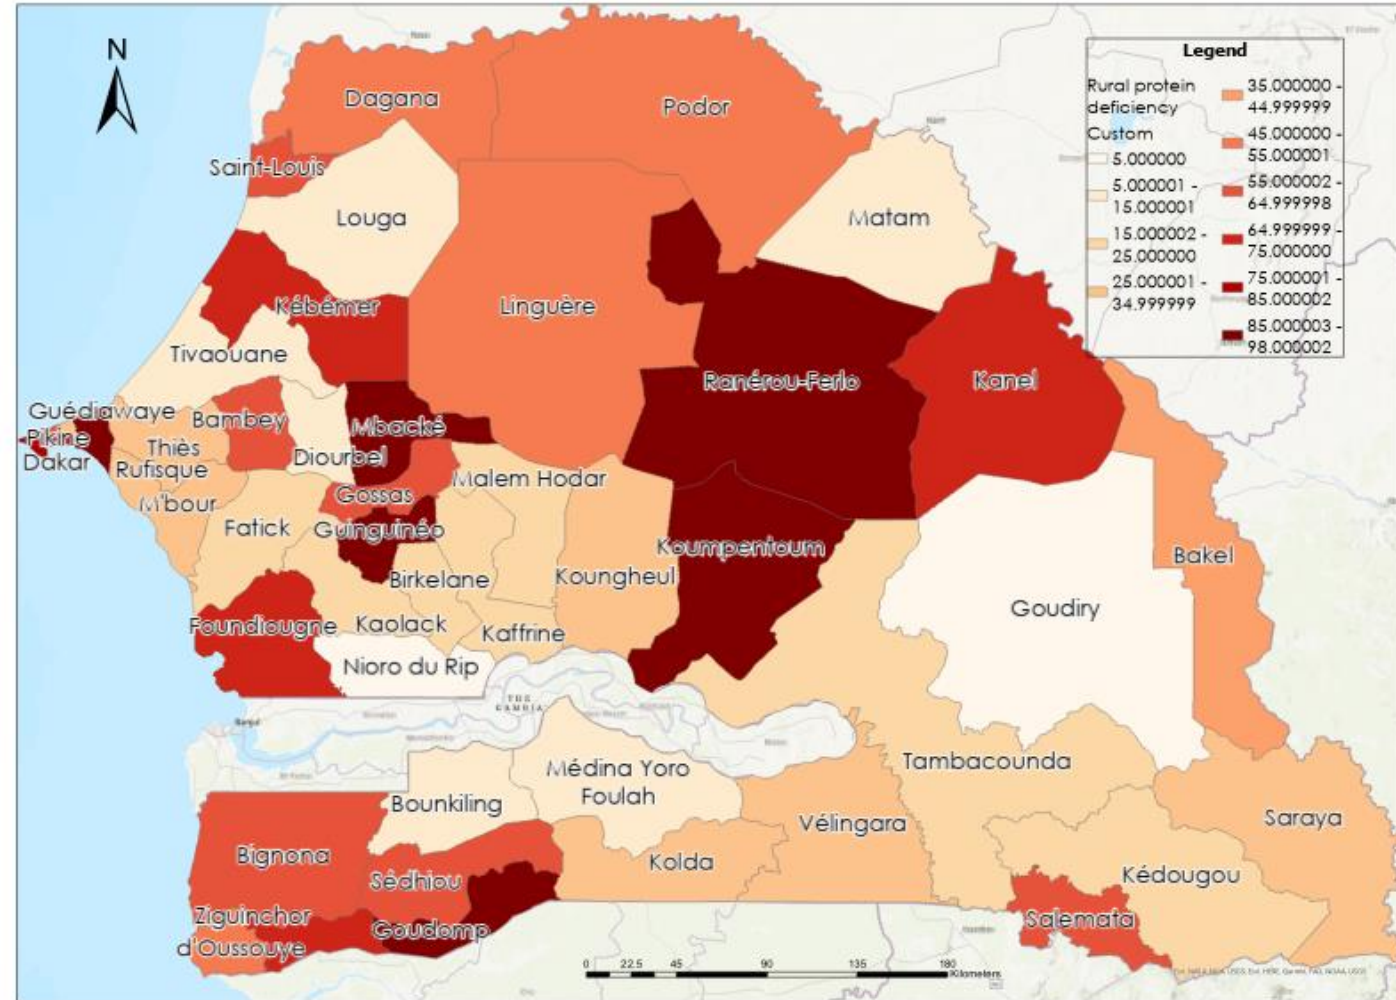 N
Legend
Rural protein
deficiency
Custom
5.000000
5.000001 -
15.000001
15.000002 -
25.000000
25.000001 -
34.999999
35.000000 -
44.999999
45.000000 -
55.000001
55.000002 -
64.999998
64.999999 -
75.000000
75.000001 -
85.000002
85.000003 -
98.000002
Dagana
Podor
Saint-Louis
Louga
Matam
Kébémer
Linguère
Tivaouane
Ranérou-Ferlo
Kanel
Guédiawaye
Bambey
Mbacké
Pikine
Thiès
Diourbel
Dakar
Rufisque
Malem Hodar
Gossas
M'bour
Fatick
Guinguinéo
Koumpentoum
Bakel
Birkelane
Koungheul
Goudiry
Foundiougne
Kaolack
Kaffrine
Nioro du Rip
THE
GAMBIA
Banjul
Tambacounda
Médina Yoro
Foulah
Bounkiling
Vélingara
Saraya
Bignona
Kolda
Sédhiou
Kédougou
Ziguinchor
Goudomp
Salemata
d'Oussouye
0 22.5 45 90 135 180
Kilometers